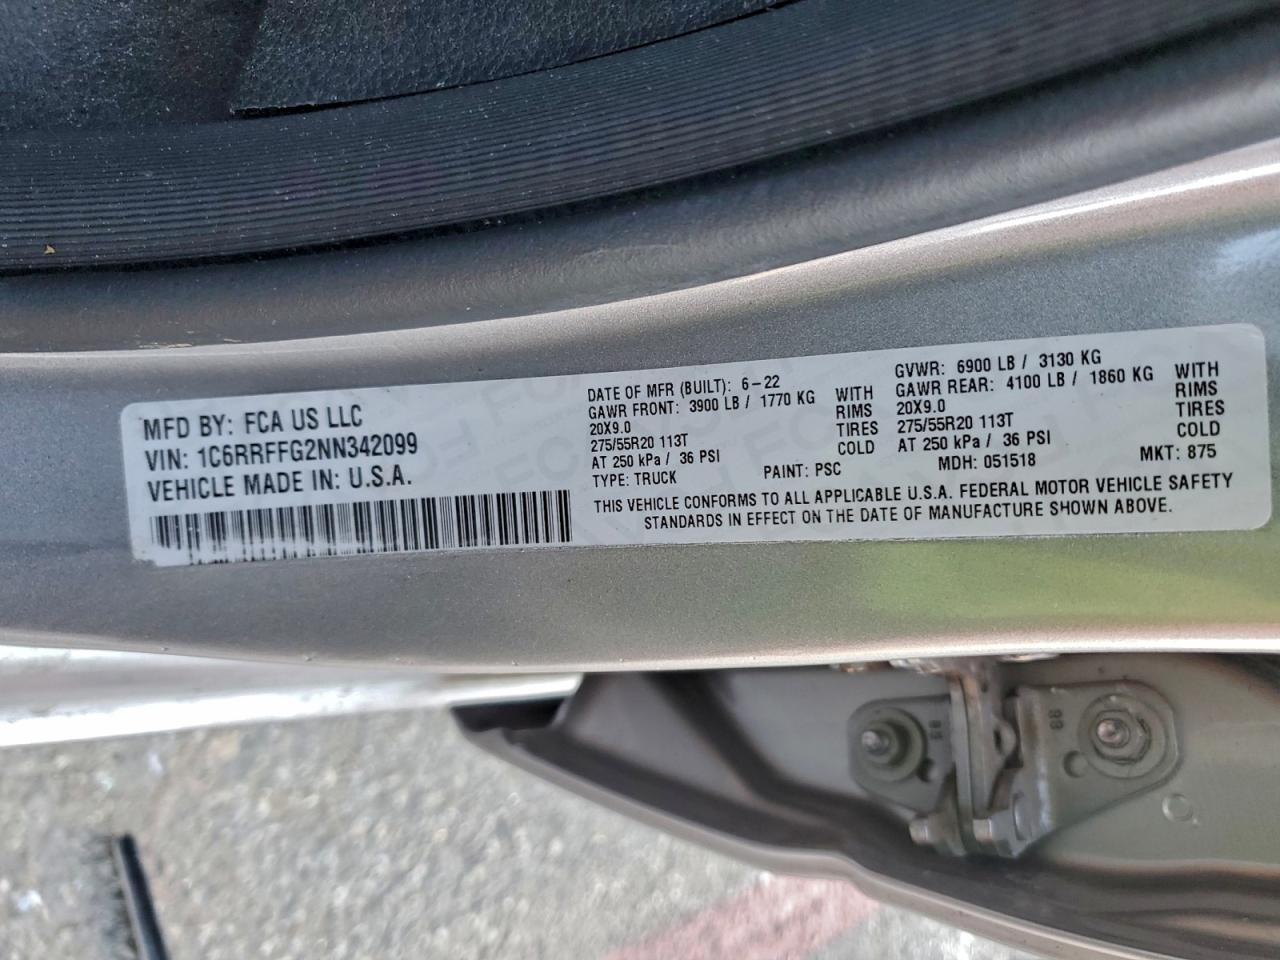 MFD BY: FCA US LLC
VIN: 1C6RRFFG2NN342099
VEHICLE MADE IN: U.S.A.
DATE OF MFR (BUILT): 6-22 GVWR: 6900 LB / 3130 KG
GAWR FRONT: 3900 LB / 1770 KG WITH GAWR REAR: 4100 LB / 1860 KG WITH
20X9.0 RIMS 20X9.0 RIMS
275/55R20 113T TIRES 275/55R20 113T TIRES
AT 250 kPa / 36 PSI COLD AT 250 kPa / 36 PSI COLD
TYPE: TRUCK PAINT: PSC MDH: 051518 MKT: 875
THIS VEHICLE CONFORMS TO ALL APPLICABLE U.S.A. FEDERAL MOTOR VEHICLE SAFETY
STANDARDS IN EFFECT ON THE DATE OF MANUFACTURE SHOWN ABOVE.